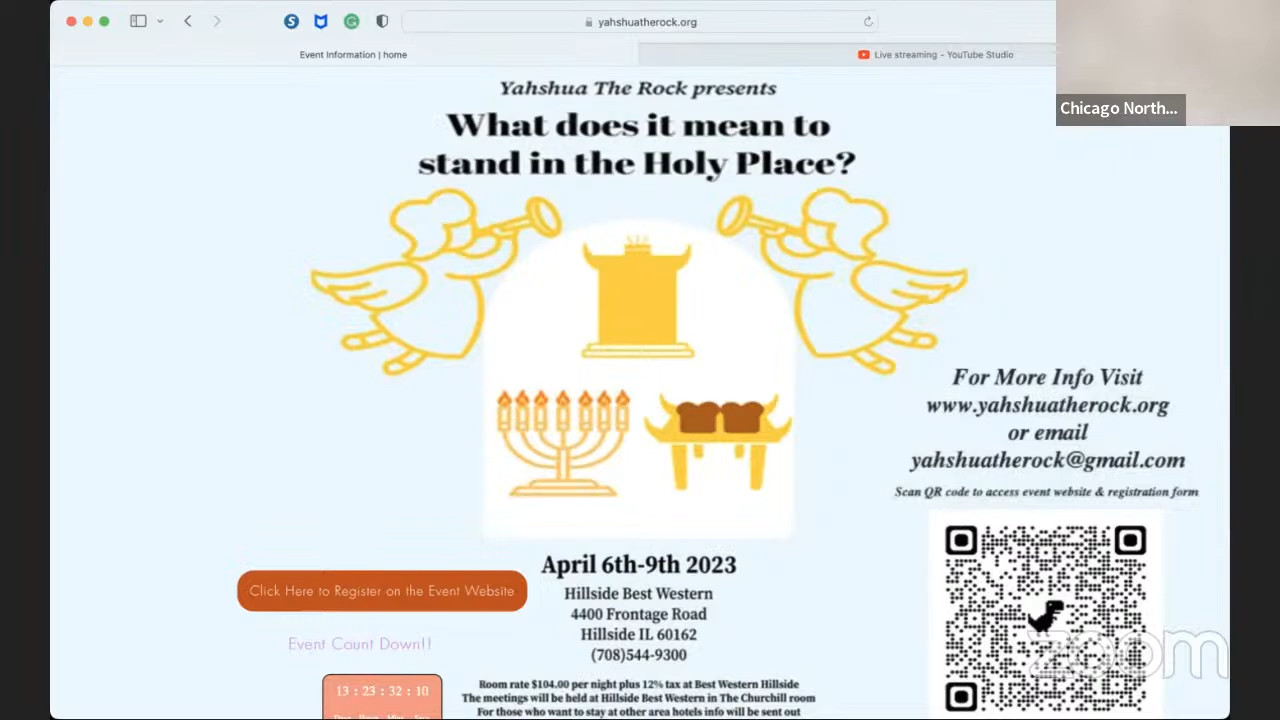 yahshuatherock.org
Event Information | home
Live streaming - YouTube Studio
Chicago North...
Yahshua The Rock presents
What does it mean to
stand in the Holy Place?
For More Info Visit
www.yahshuatherock.org
or email
yahshuatherock@gmail.com
Scan QR code to access event website & registration form
April 6th-9th 2023
Hillside Best Western
4400 Frontage Road
Hillside IL 60162
(708)544-9300
Click Here to Register on the Event Website
Event Count Down!!
13 : 23 : 32 : 10
Room rate $104.00 per night plus 12% tax at Best Western Hillside
The meetings will be held at Hillside Best Western in The Churchill room
For those who want to stay at other area hotels info will be sent out
zoom